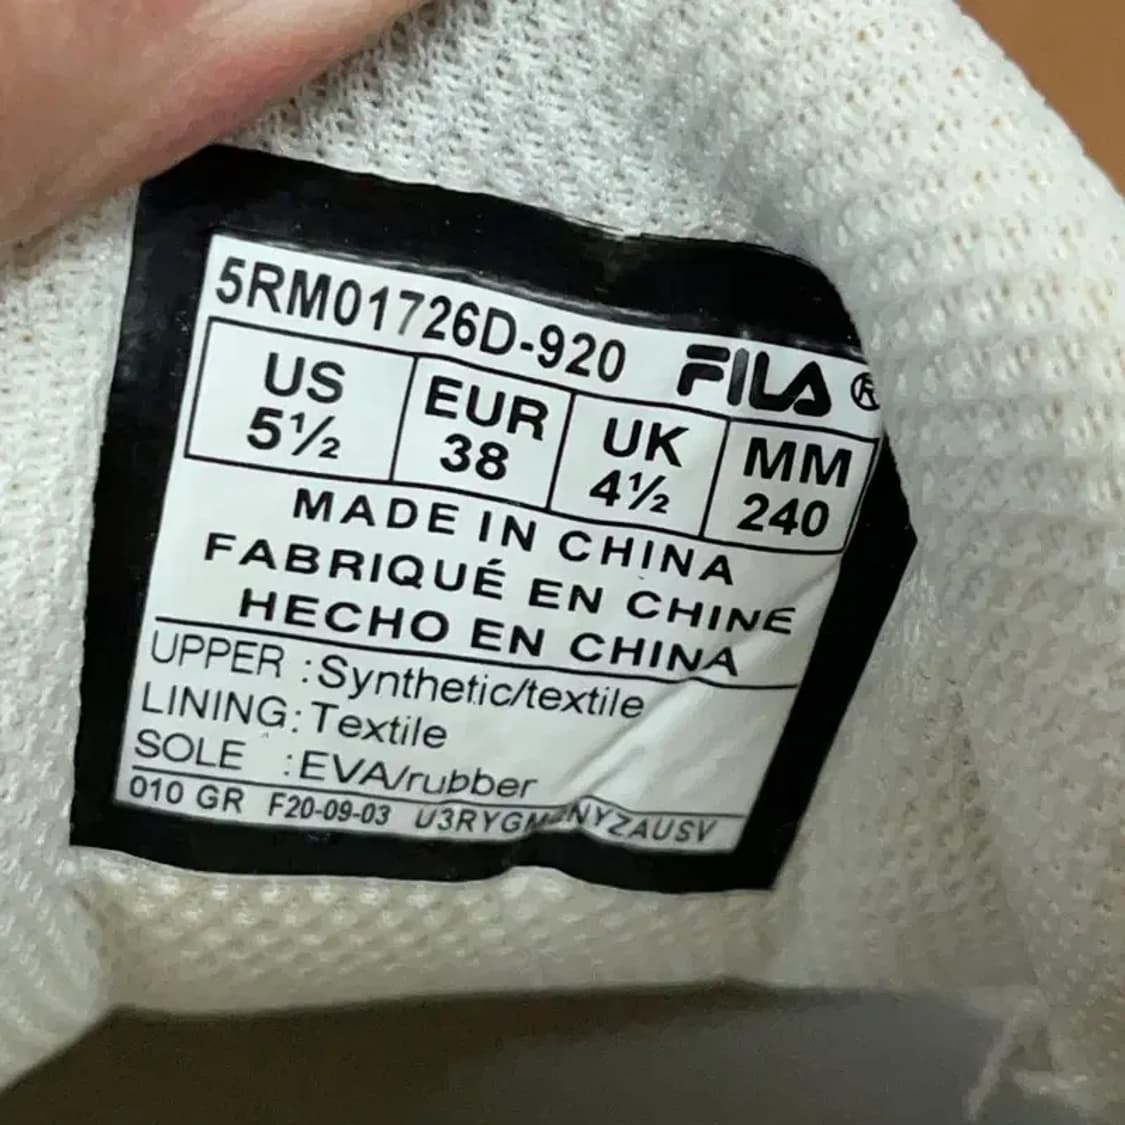 5RM01726D-920 FILA ®
US EUR UK MM
5½ 38 4½ 240
MADE IN CHINA
FABRIQUÉ EN CHINE
HECHO EN CHINA
UPPER :Synthetic/textile
LINING:Textile
SOLE :EVA/rubber
010 GR F20-09-03